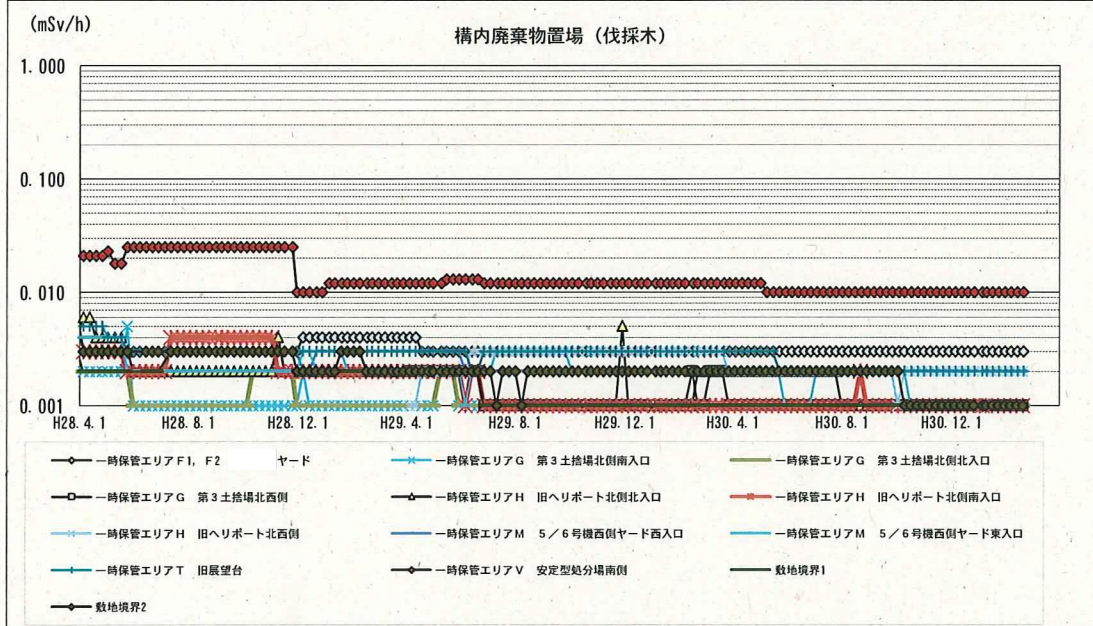 (mSv/h)
構内廃棄物置場（伐採木）
1.000
0.100
0.010
0.001
H28.4.1 H28.8.1 H28.12.1 H29.4.1 H29.8.1 H29.12.1 H30.4.1 H30.8.1 H30.12.1
一時保管エリアF1，F2 ヤード 一時保管エリアG 第3土捨場北側南入口 一時保管エリアG 第3土捨場北側北入口
一時保管エリアG 第3土捨場北西側 一時保管エリアH 旧ヘリポート北側北入口 一時保管エリアH 旧ヘリポート北側南入口
一時保管エリアH 旧ヘリポート北西側 一時保管エリアM 5／6号機西側ヤード西入口 一時保管エリアM 5／6号機西側ヤード東入口
一時保管エリアT 旧展望台 一時保管エリアV 安定型処分場南側 敷地境界1
敷地境界2